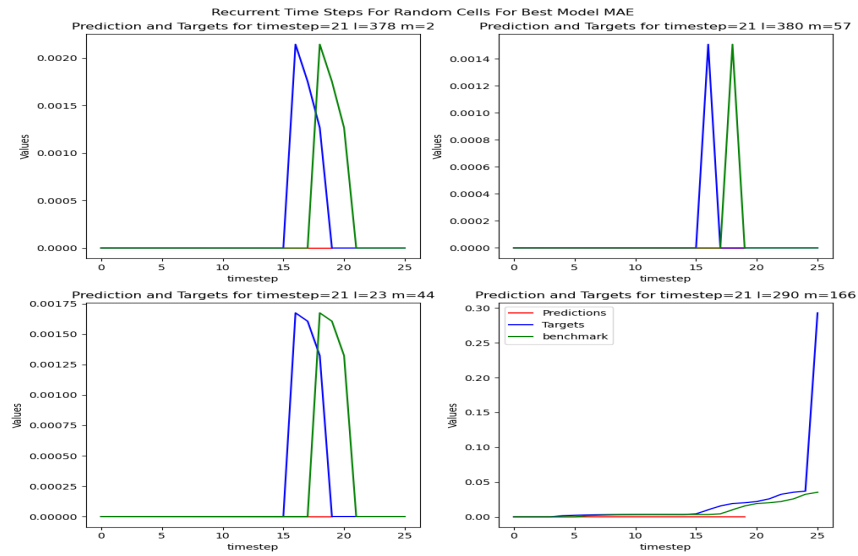 Recurrent Time Steps For Random Cells For Best Model MAE
Prediction and Targets for timestep=21 l=378 m=2
0.0020
0.0015
0.0010
0.0005
0.0000
Values
0 5 10 15 20 25
timestep
Prediction and Targets for timestep=21 l=380 m=57
0.0014
0.0012
0.0010
0.0008
0.0006
0.0004
0.0002
0.0000
Values
0 5 10 15 20 25
timestep
Prediction and Targets for timestep=21 l=23 m=44
0.00175
0.00150
0.00125
0.00100
0.00075
0.00050
0.00025
0.00000
Values
0 5 10 15 20 25
timestep
Prediction and Targets for timestep=21 l=290 m=166
0.30
0.25
0.20
0.15
0.10
0.05
0.00
Values
Predictions
Targets
benchmark
0 5 10 15 20 25
timestep